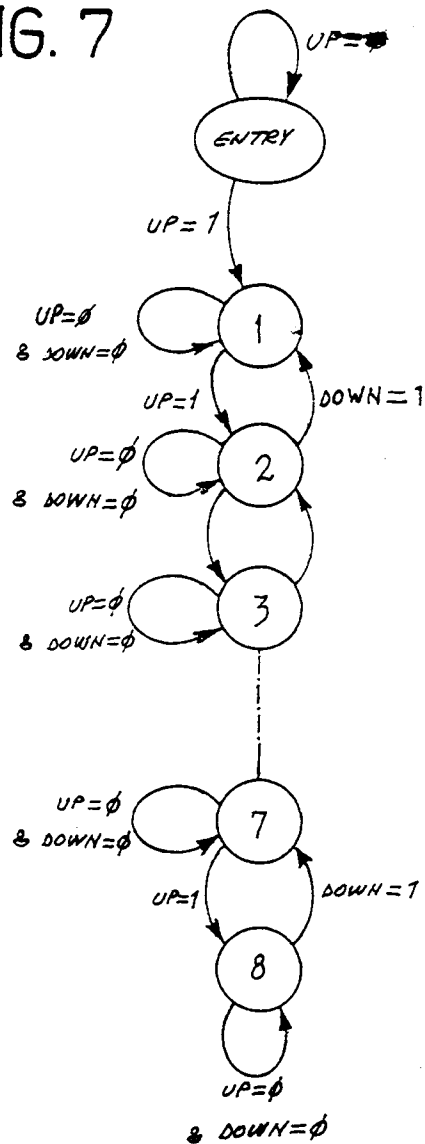 IG. 7
UP=
ENTRY
UP=1
UP=ϕ
& DOWN=ϕ
1
UP=1
DOWN=1
UP=ϕ
& DOWN=ϕ
2
UP=ϕ
& DOWN=ϕ
3
UP=ϕ
& DOWN=ϕ
7
UP=1
DOWN=1
8
UP=ϕ
& DOWN=ϕ